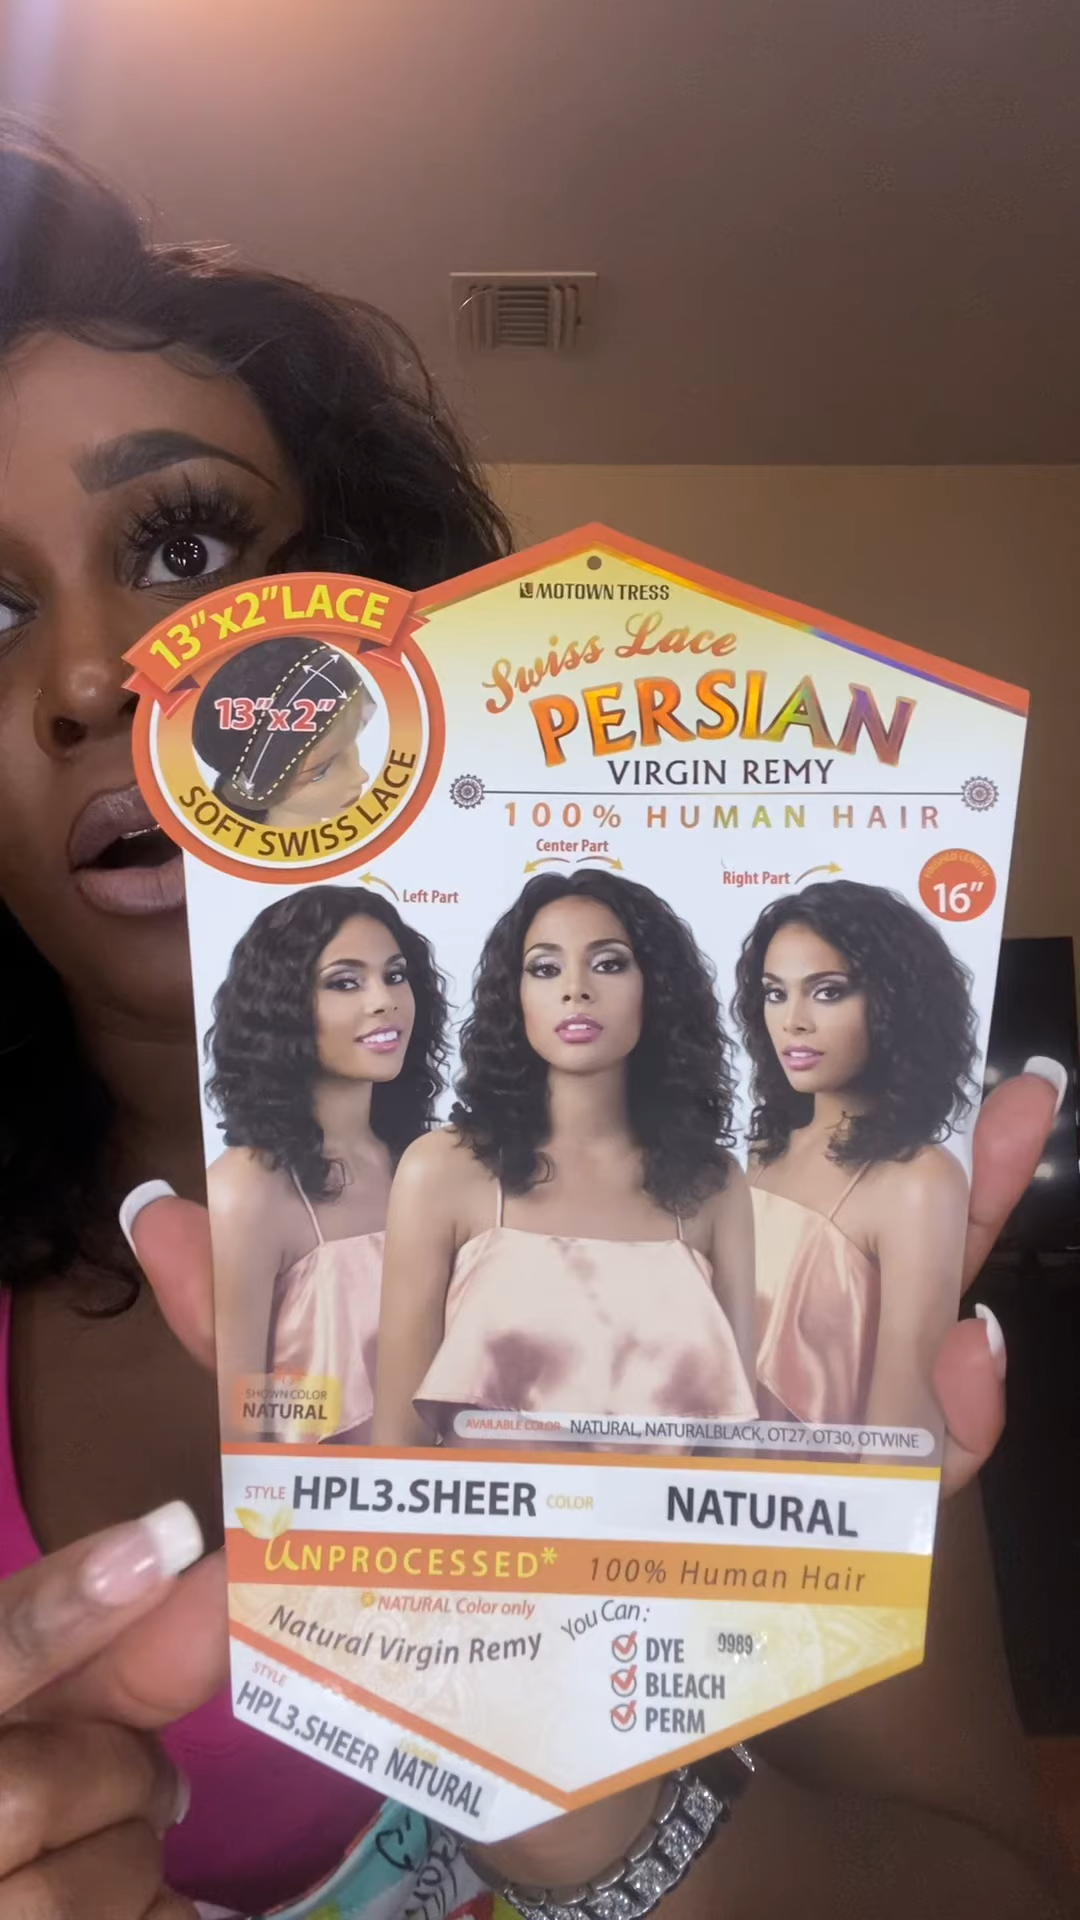 MOTOWN TRESS
13"x2" LACE
13"x2"
SOFT SWISS LACE
Swiss Lace
PERSIAN
VIRGIN REMY
100% HUMAN HAIR
Center Part
Left Part
Right Part
FINISHED LENGTH
16"
SHOWN COLOR
NATURAL
AVAILABLE COLOR NATURAL, NATURALBLACK, OT27, OT30, OTWINE
STYLE HPL3.SHEER COLOR NATURAL
UNPROCESSED* 100% Human Hair
NATURAL Color only
Natural Virgin Remy
You Can:
DYE 9989
BLEACH
PERM
STYLE
HPL3.SHEER NATURAL